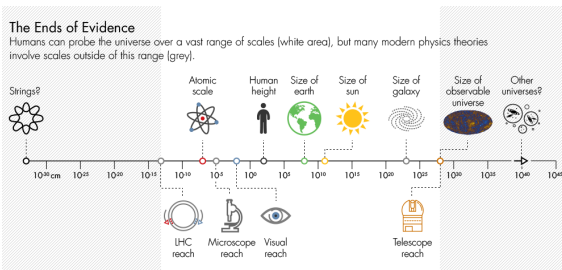 The Ends of Evidence
Humans can probe the universe over a vast range of scales (white area), but many modern physics theories
involve scales outside of this range (grey).
Strings?
Atomic
scale
Human
height
Size of
earth
Size of
sun
Size of
galaxy
Size of
observable
universe
Other
universes?
10⁻³⁰ cm 10⁻²⁵ 10⁻²⁰ 10⁻¹⁵ 10⁻¹⁰ 10⁻⁵ 10⁰ 10⁵ 10¹⁰ 10¹⁵ 10²⁰ 10²⁵ 10³⁰ 10³⁵ 10⁴⁰ 10⁴⁵
LHC
reach
Microscope
reach
Visual
reach
Telescope
reach